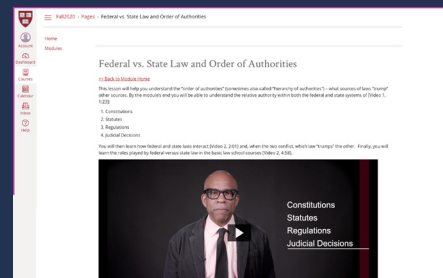 Fall2020 › Pages › Federal vs. State Law and Order of Authorities
Account
Dashboard
Courses
Calendar
Inbox
Help
Home
Modules
Federal vs. State Law and Order of Authorities
<< Back to Module Home
This lesson will help you understand the "order of authorities" (sometimes also called "hierarchy of authorities") – what sources of laws "trump"
other sources. By the module's end you will be able to understand the relative authority within both the federal and state systems of [Video 1,
1:23]:
1. Constitutions
2. Statutes
3. Regulations
4. Judicial Decisions
You will then learn how federal and state laws interact [Video 2, 2:01] and, when the two conflict, which law "trumps" the other. Finally, you will
learn the roles played by federal versus state law in the basic law school courses [Video 2, 4:58].
Constitutions
Statutes
Regulations
Judicial Decisions